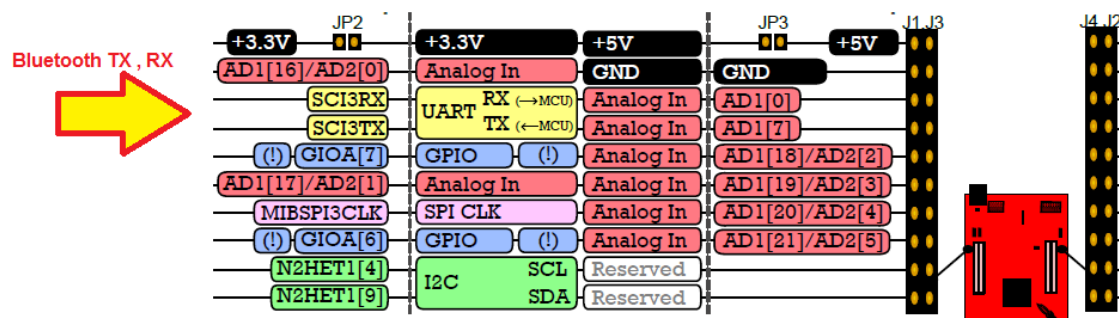 JP2 JP3 J1 J3 J4 J2
+3.3V +3.3V +5V +5V
Bluetooth TX , RX
AD1[16]/AD2[0] Analog In GND GND
SCI3RX UART RX (→MCU) Analog In AD1[0]
SCI3TX TX (←MCU) Analog In AD1[7]
(!) GIOA[7] GPIO (!) Analog In AD1[18]/AD2[2]
AD1[17]/AD2[1] Analog In Analog In AD1[19]/AD2[3]
MIBSPI3CLK SPI CLK Analog In AD1[20]/AD2[4]
(!) GIOA[6] GPIO (!) Analog In AD1[21]/AD2[5]
N2HET1[4] I2C SCL Reserved
N2HET1[9] SDA Reserved